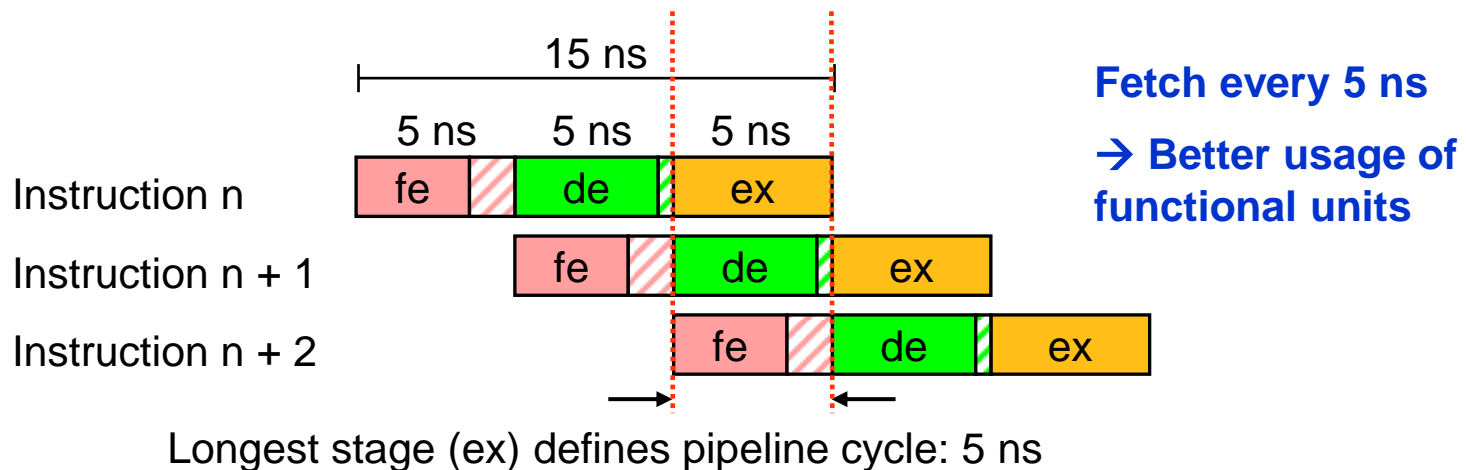 15 ns
Fetch every 5 ns
5 ns 5 ns 5 ns
→ Better usage of
functional units
Instruction n fe de ex
Instruction n + 1 fe de ex
Instruction n + 2 fe de ex
Longest stage (ex) defines pipeline cycle: 5 ns